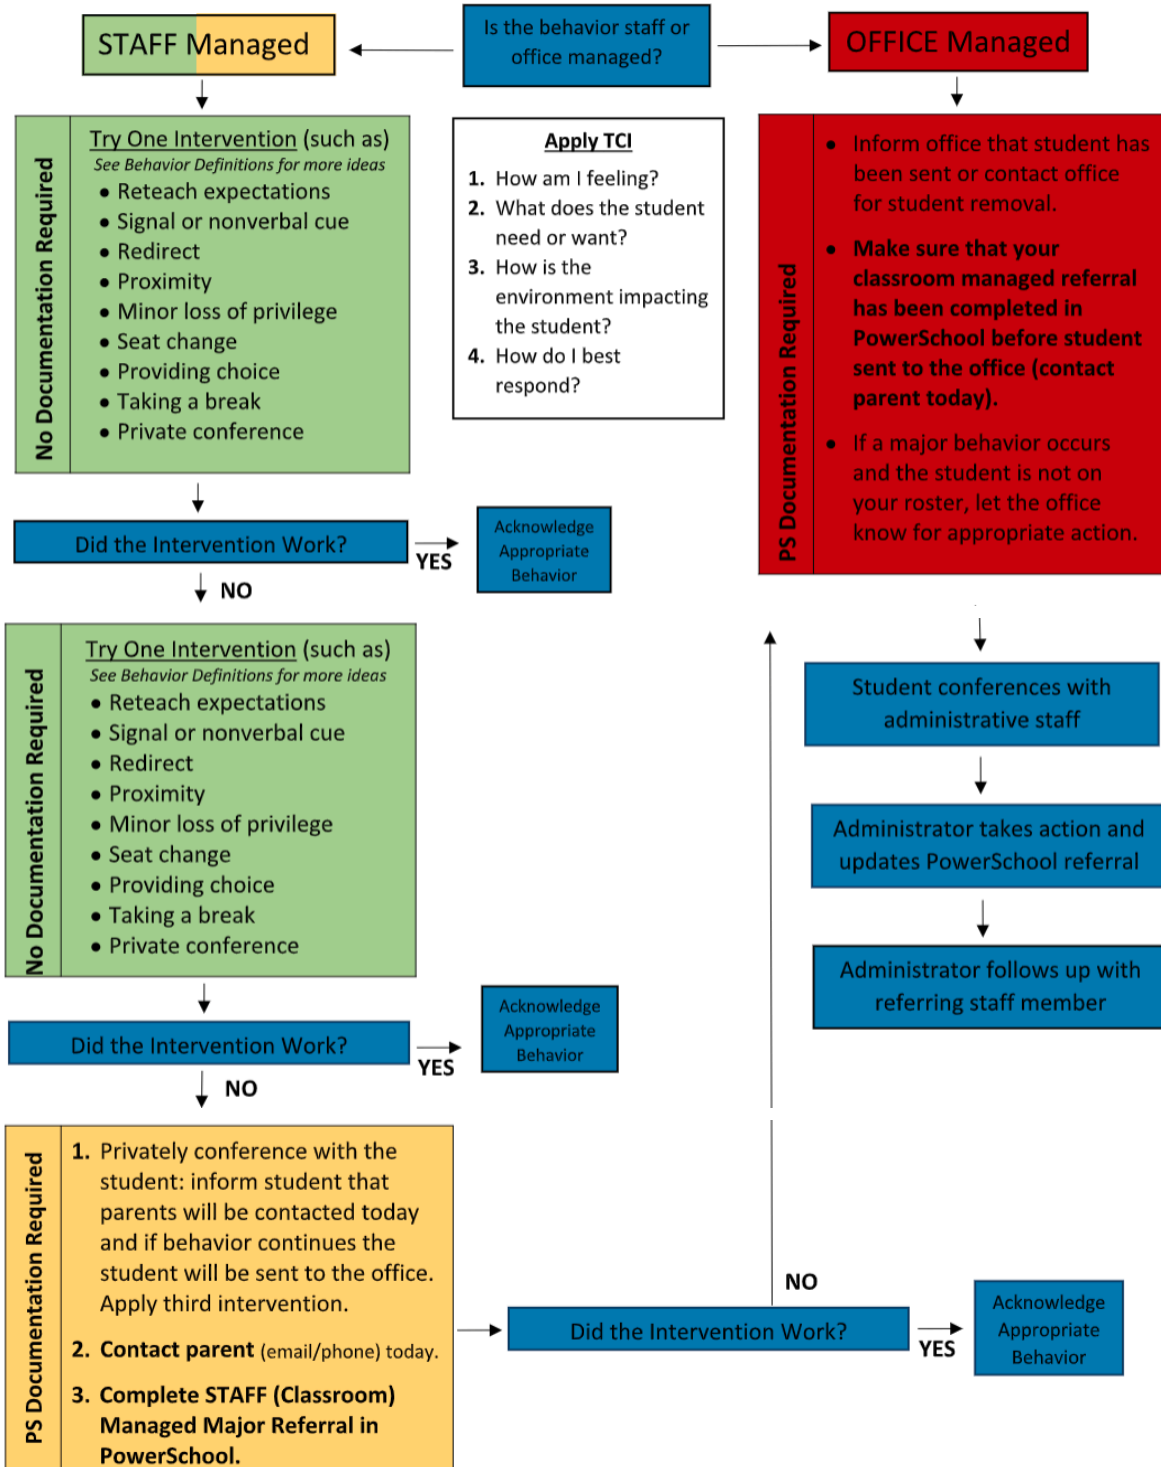 Is the behavior staff or
office managed?
STAFF Managed
OFFICE Managed
No Documentation Required
Try One Intervention (such as)
See Behavior Definitions for more ideas
• Reteach expectations
• Signal or nonverbal cue
• Redirect
• Proximity
• Minor loss of privilege
• Seat change
• Providing choice
• Taking a break
• Private conference
Apply TCI
1. How am I feeling?
2. What does the student
need or want?
3. How is the
environment impacting
the student?
4. How do I best
respond?
PS Documentation Required
• Inform office that student has
been sent or contact office
for student removal.
• Make sure that your
classroom managed referral
has been completed in
PowerSchool before student
sent to the office (contact
parent today).
• If a major behavior occurs
and the student is not on
your roster, let the office
know for appropriate action.
Did the Intervention Work?
YES
Acknowledge
Appropriate
Behavior
NO
No Documentation Required
Try One Intervention (such as)
See Behavior Definitions for more ideas
• Reteach expectations
• Signal or nonverbal cue
• Redirect
• Proximity
• Minor loss of privilege
• Seat change
• Providing choice
• Taking a break
• Private conference
Student conferences with
administrative staff
Administrator takes action and
updates PowerSchool referral
Administrator follows up with
referring staff member
Did the Intervention Work?
YES
Acknowledge
Appropriate
Behavior
NO
PS Documentation Required
1. Privately conference with the
student: inform student that
parents will be contacted today
and if behavior continues the
student will be sent to the office.
Apply third intervention.
2. Contact parent (email/phone) today.
3. Complete STAFF (Classroom)
Managed Major Referral in
PowerSchool.
Did the Intervention Work?
NO
YES
Acknowledge
Appropriate
Behavior